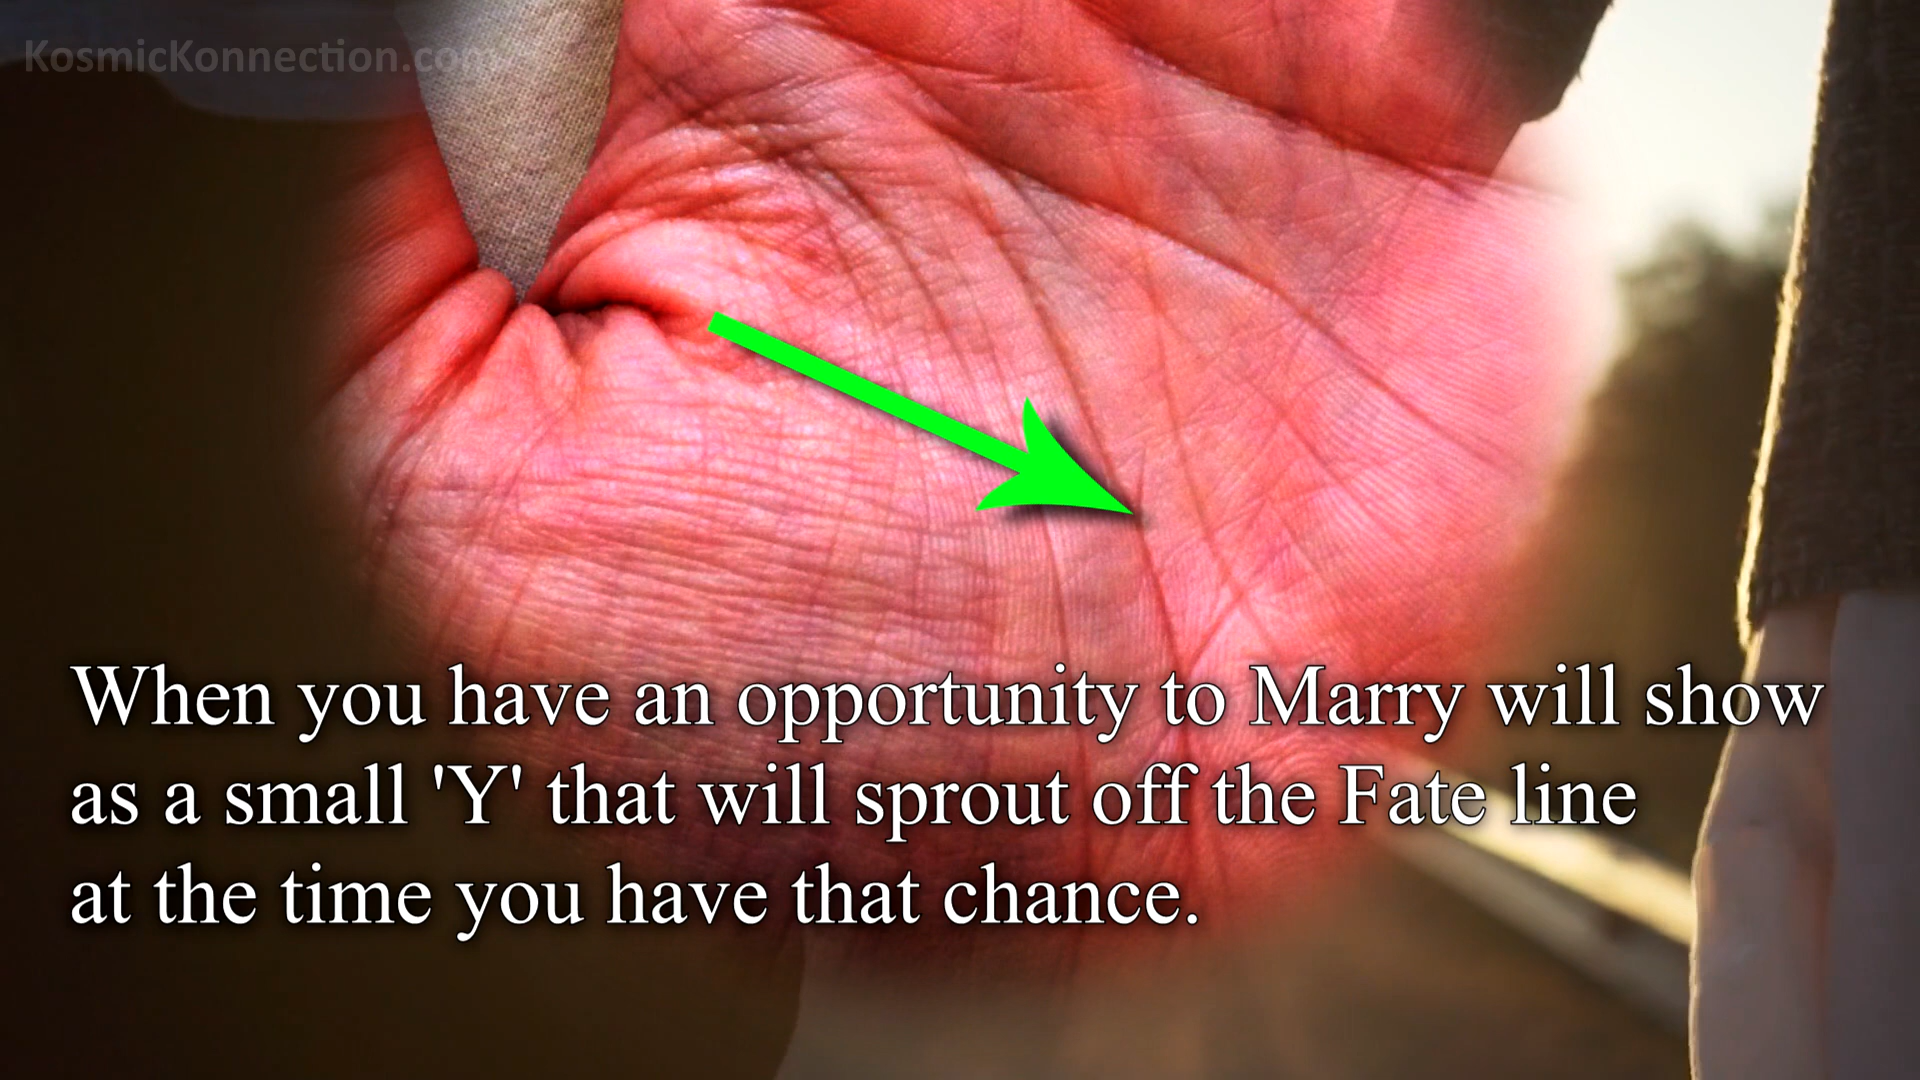 KosmicKonnection.com
When you have an opportunity to Marry will show
as a small 'Y' that will sprout off the Fate line
at the time you have that chance.